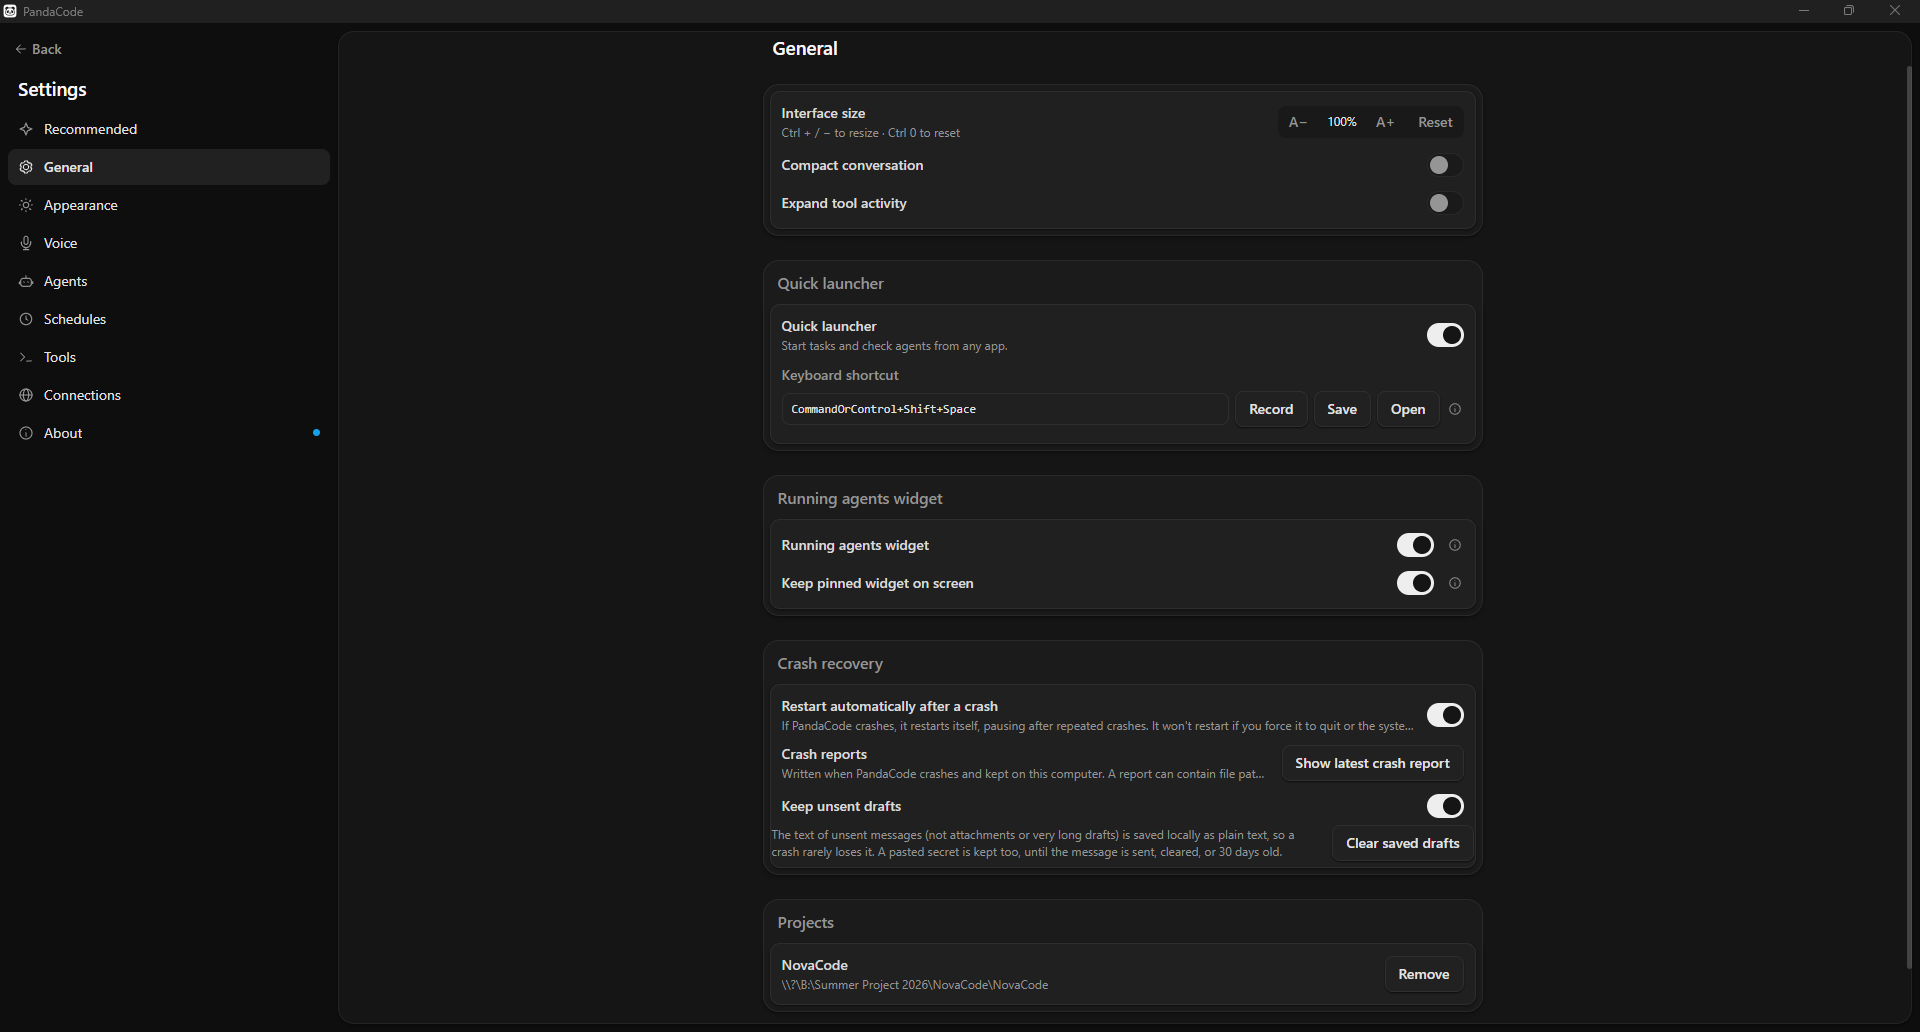 PandaCode
Back
Settings
Recommended
General
Appearance
Voice
Agents
Schedules
Tools
Connections
About
General
Interface size
Ctrl + / − to resize · Ctrl 0 to reset
A− 100% A+ Reset
Compact conversation
Expand tool activity
Quick launcher
Quick launcher
Start tasks and check agents from any app.
Keyboard shortcut
CommandOrControl+Shift+Space Record Save Open
Running agents widget
Running agents widget
Keep pinned widget on screen
Crash recovery
Restart automatically after a crash
If PandaCode crashes, it restarts itself, pausing after repeated crashes. It won't restart if you force it to quit or the syste...
Crash reports
Written when PandaCode crashes and kept on this computer. A report can contain file pat...
Show latest crash report
Keep unsent drafts
The text of unsent messages (not attachments or very long drafts) is saved locally as plain text, so a
crash rarely loses it. A pasted secret is kept too, until the message is sent, cleared, or 30 days old.
Clear saved drafts
Projects
NovaCode
\\?\B:\Summer Project 2026\NovaCode\NovaCode
Remove